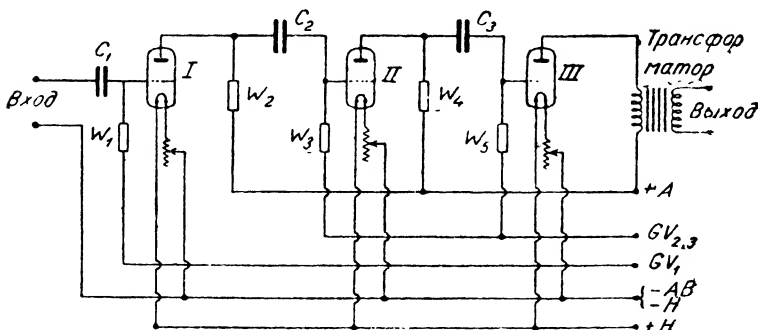 C₁
I
C₂
II
C₃
III
Трансфор
матор
Вход
W₁
W₂
W₃
W₄
W₅
Выход
+A
GV₂,₃
GV₁
-AB
-H
+H